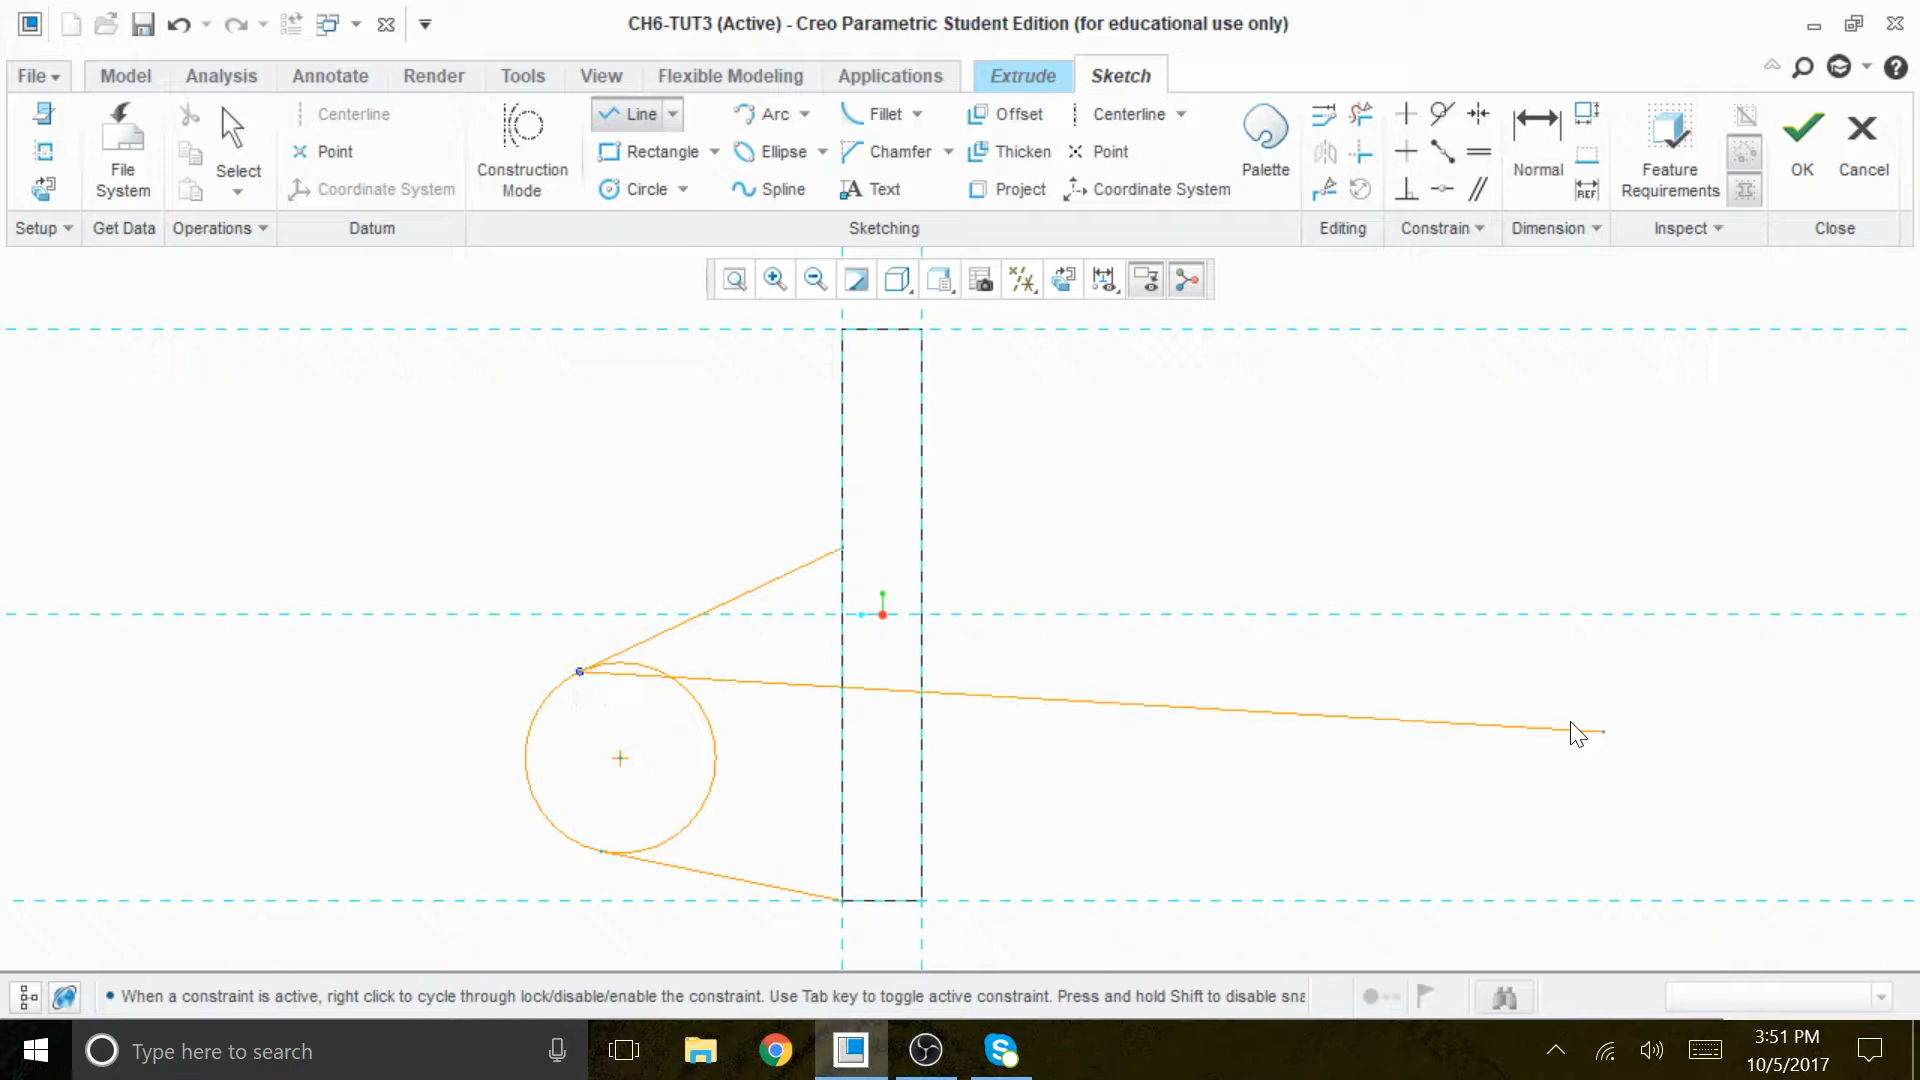 CH6-TUT3 (Active) - Creo Parametric Student Edition (for educational use only)
File Model Analysis Annotate Render Tools View Flexible Modeling Applications Extrude Sketch
Centerline Line Arc Fillet Offset Centerline
Point Rectangle Ellipse Chamfer Thicken Point
Coordinate System Circle Spline Text Project Coordinate System
File System
Select
Construction Mode
Palette
Normal
REF
Feature Requirements
OK
Cancel
Setup Get Data Operations Datum Sketching Editing Constrain Dimension Inspect Close
When a constraint is active, right click to cycle through lock/disable/enable the constraint. Use Tab key to toggle active constraint. Press and hold Shift to disable sna
Type here to search
3:51 PM
10/5/2017